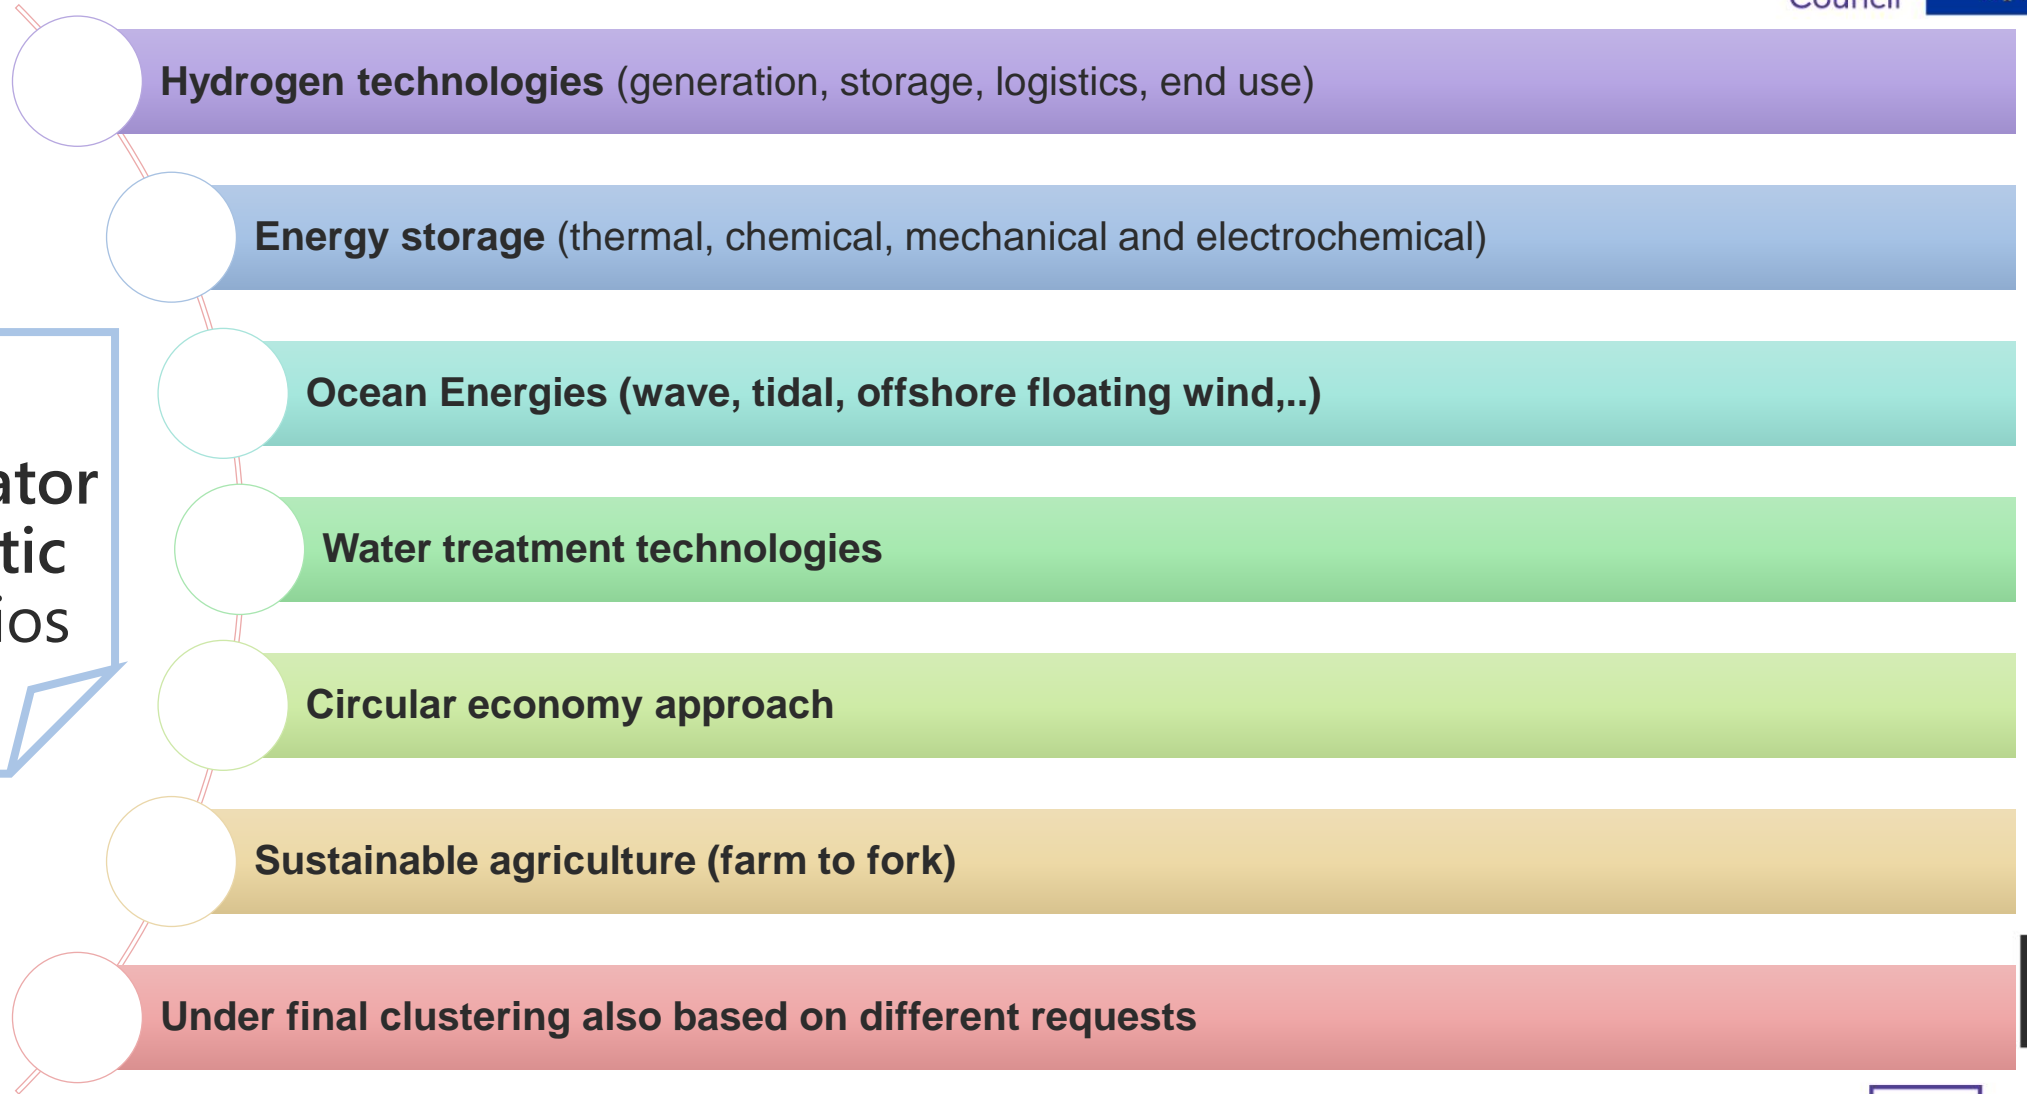 Hydrogen technologies (generation, storage, logistics, end use)
Energy storage (thermal, chemical, mechanical and electrochemical)
Ocean Energies (wave, tidal, offshore floating wind,..)
Water treatment technologies
Circular economy approach
Sustainable agriculture (farm to fork)
Under final clustering also based on different requests